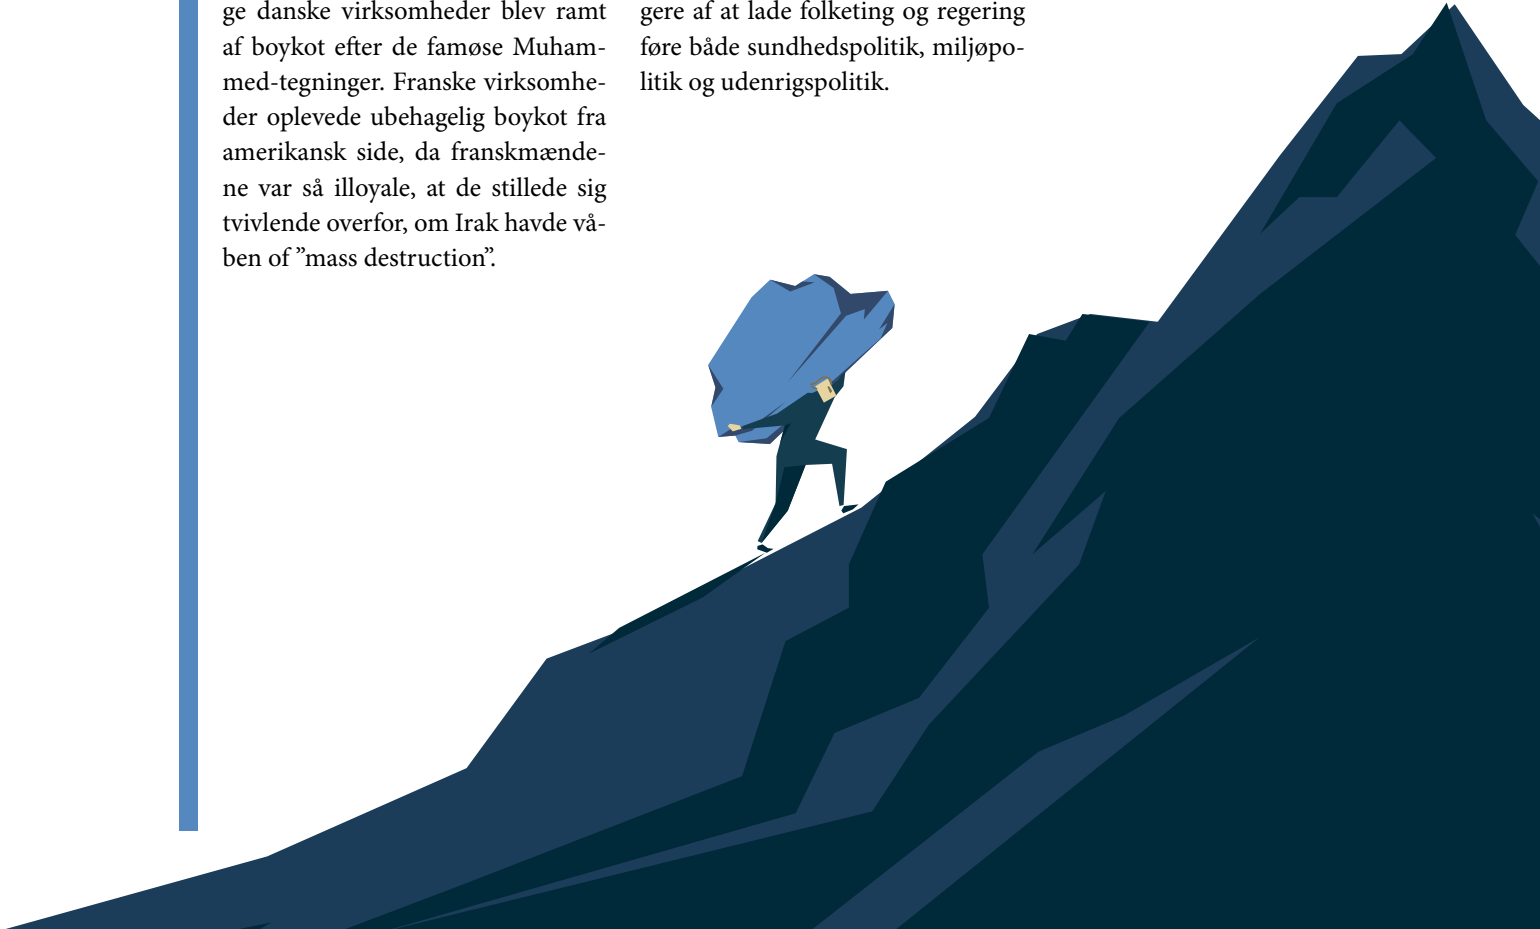 ge danske virksomheder blev ramt
af boykot efter de famøse Muham-
med-tegninger. Franske virksomhe-
der oplevede ubehagelig boykot fra
amerikansk side, da franskmænde-
ne var så illoyale, at de stillede sig
tvivlende overfor, om Irak havde vå-
ben of ”mass destruction”.
gere af at lade folketing og regering
føre både sundhedspolitik, miljøpo-
litik og udenrigspolitik.